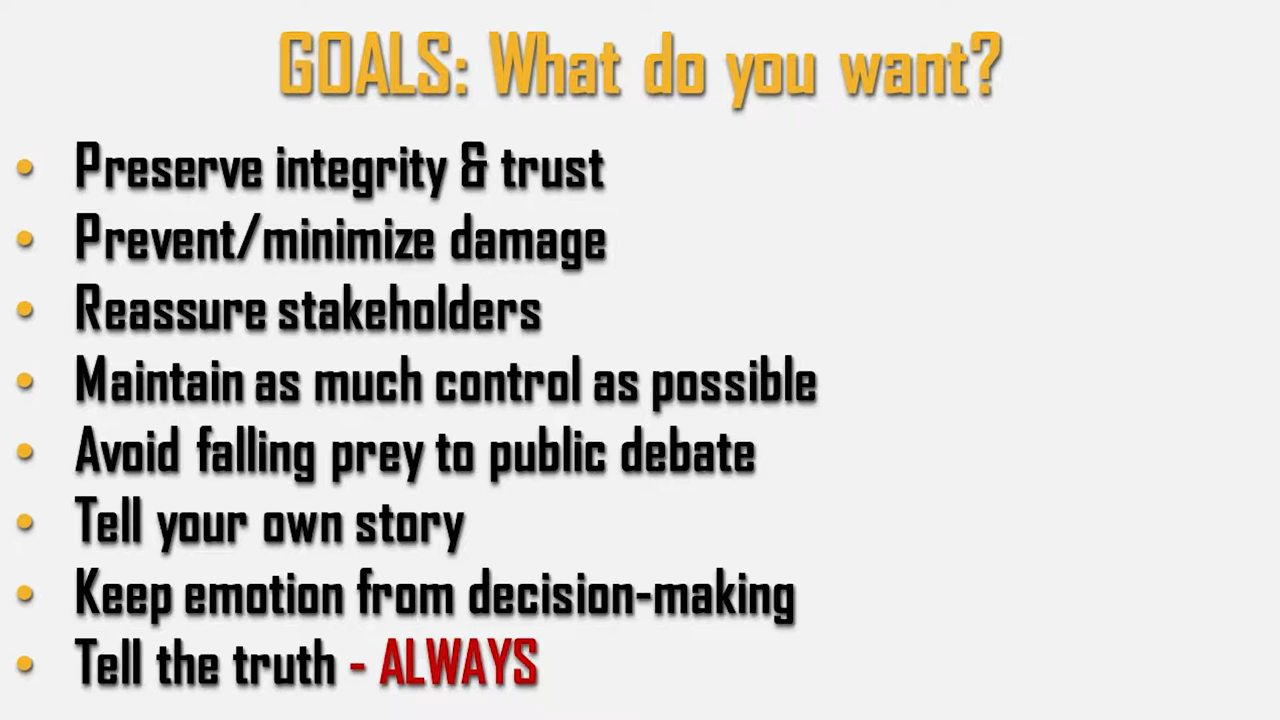 GOALS: What do you want?
• Preserve integrity & trust
• Prevent/minimize damage
• Reassure stakeholders
• Maintain as much control as possible
• Avoid falling prey to public debate
• Tell your own story
• Keep emotion from decision-making
• Tell the truth - ALWAYS